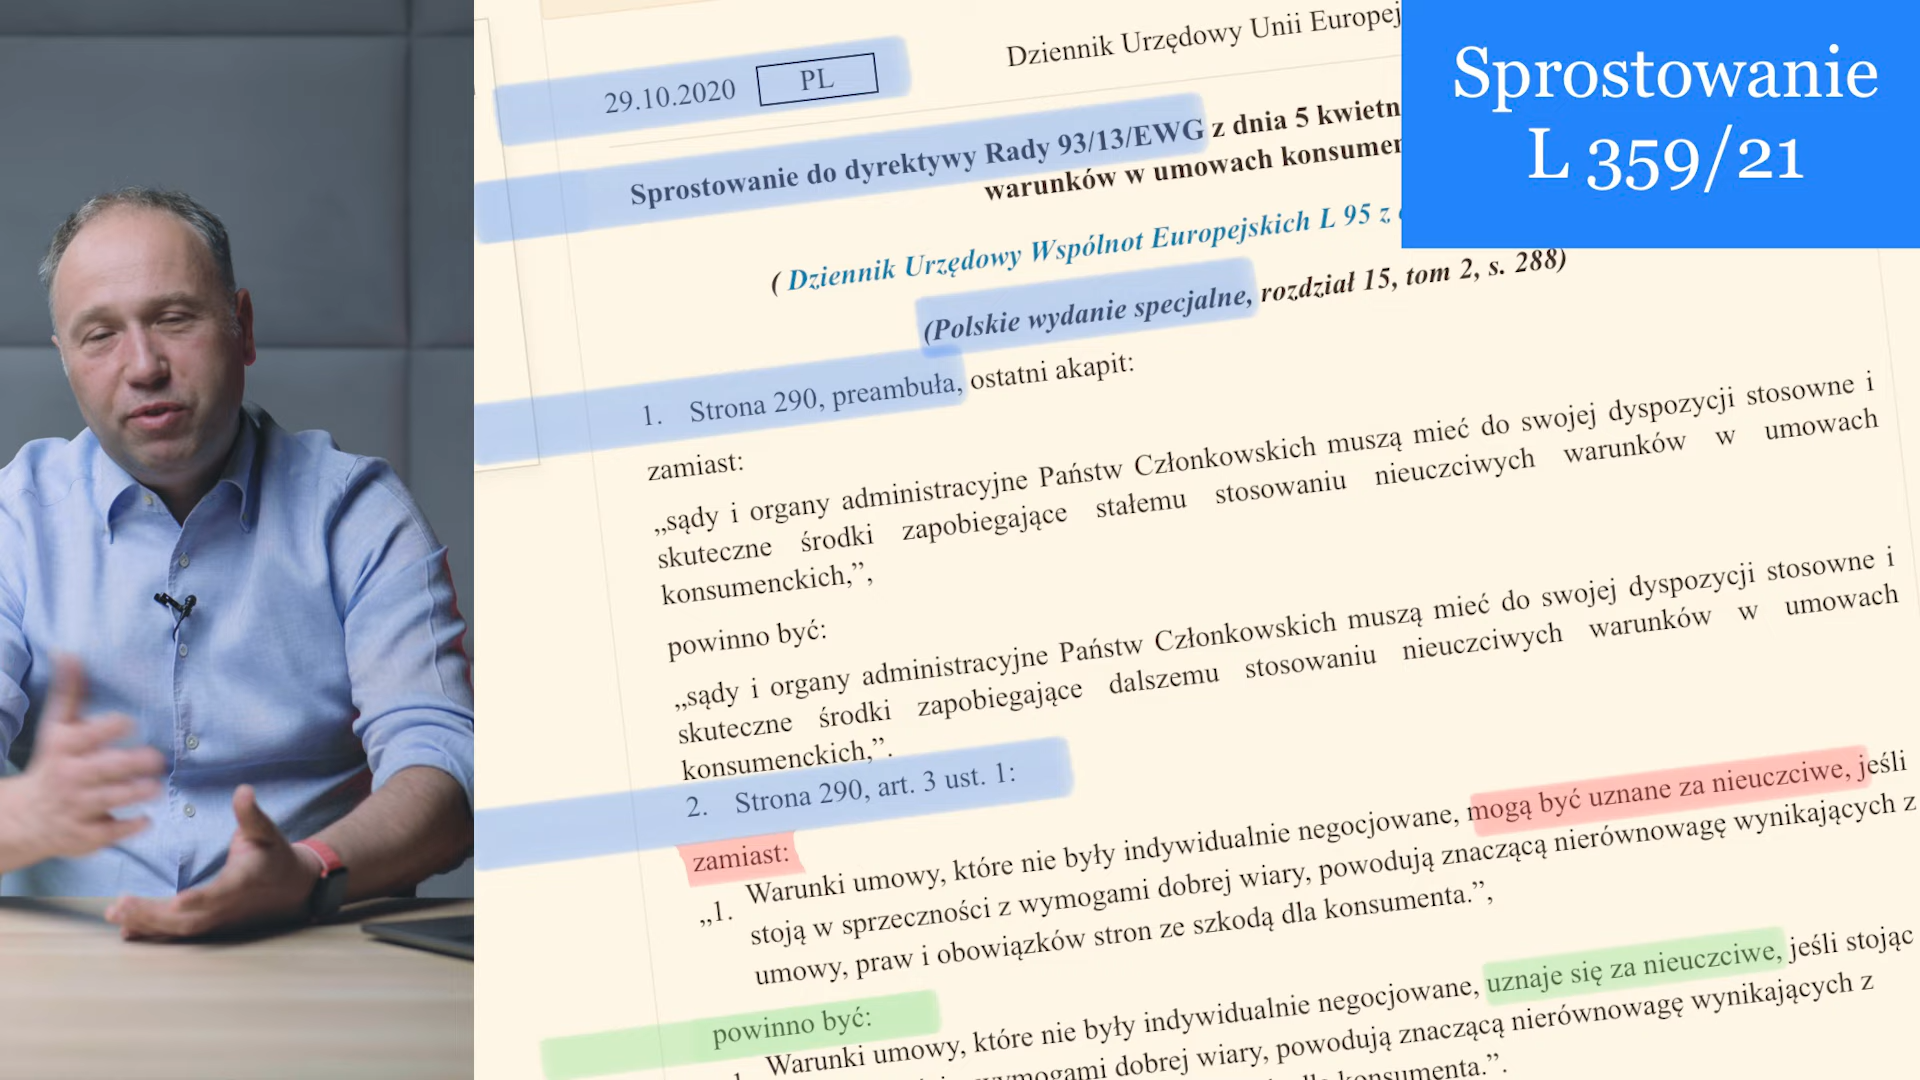 29.10.2020 PL Dziennik Urzędowy Unii Europej
Sprostowanie
L 359/21
Sprostowanie do dyrektywy Rady 93/13/EWG z dnia 5 kwietn
warunków w umowach konsumen
( Dziennik Urzędowy Wspólnot Europejskich L 95 z
(Polskie wydanie specjalne, rozdział 15, tom 2, s. 288)
1. Strona 290, preambuła, ostatni akapit:
zamiast:
„sądy i organy administracyjne Państw Członkowskich muszą mieć do swojej dyspozycji stosowne i
skuteczne środki zapobiegające stałemu stosowaniu nieuczciwych warunków w umowach
konsumenckich,”,
powinno być:
„sądy i organy administracyjne Państw Członkowskich muszą mieć do swojej dyspozycji stosowne i
skuteczne środki zapobiegające dalszemu stosowaniu nieuczciwych warunków w umowach
konsumenckich,”.
2. Strona 290, art. 3 ust. 1:
zamiast:
„1. Warunki umowy, które nie były indywidualnie negocjowane, mogą być uznane za nieuczciwe, jeśli
stoją w sprzeczności z wymogami dobrej wiary, powodują znaczącą nierównowagę wynikających z
umowy, praw i obowiązków stron ze szkodą dla konsumenta.”,
powinno być:
Warunki umowy, które nie były indywidualnie negocjowane, uznaje się za nieuczciwe, jeśli stojąc
dobrej wiary, powodują znaczącą nierównowagę wynikających z
konsumenta.”.